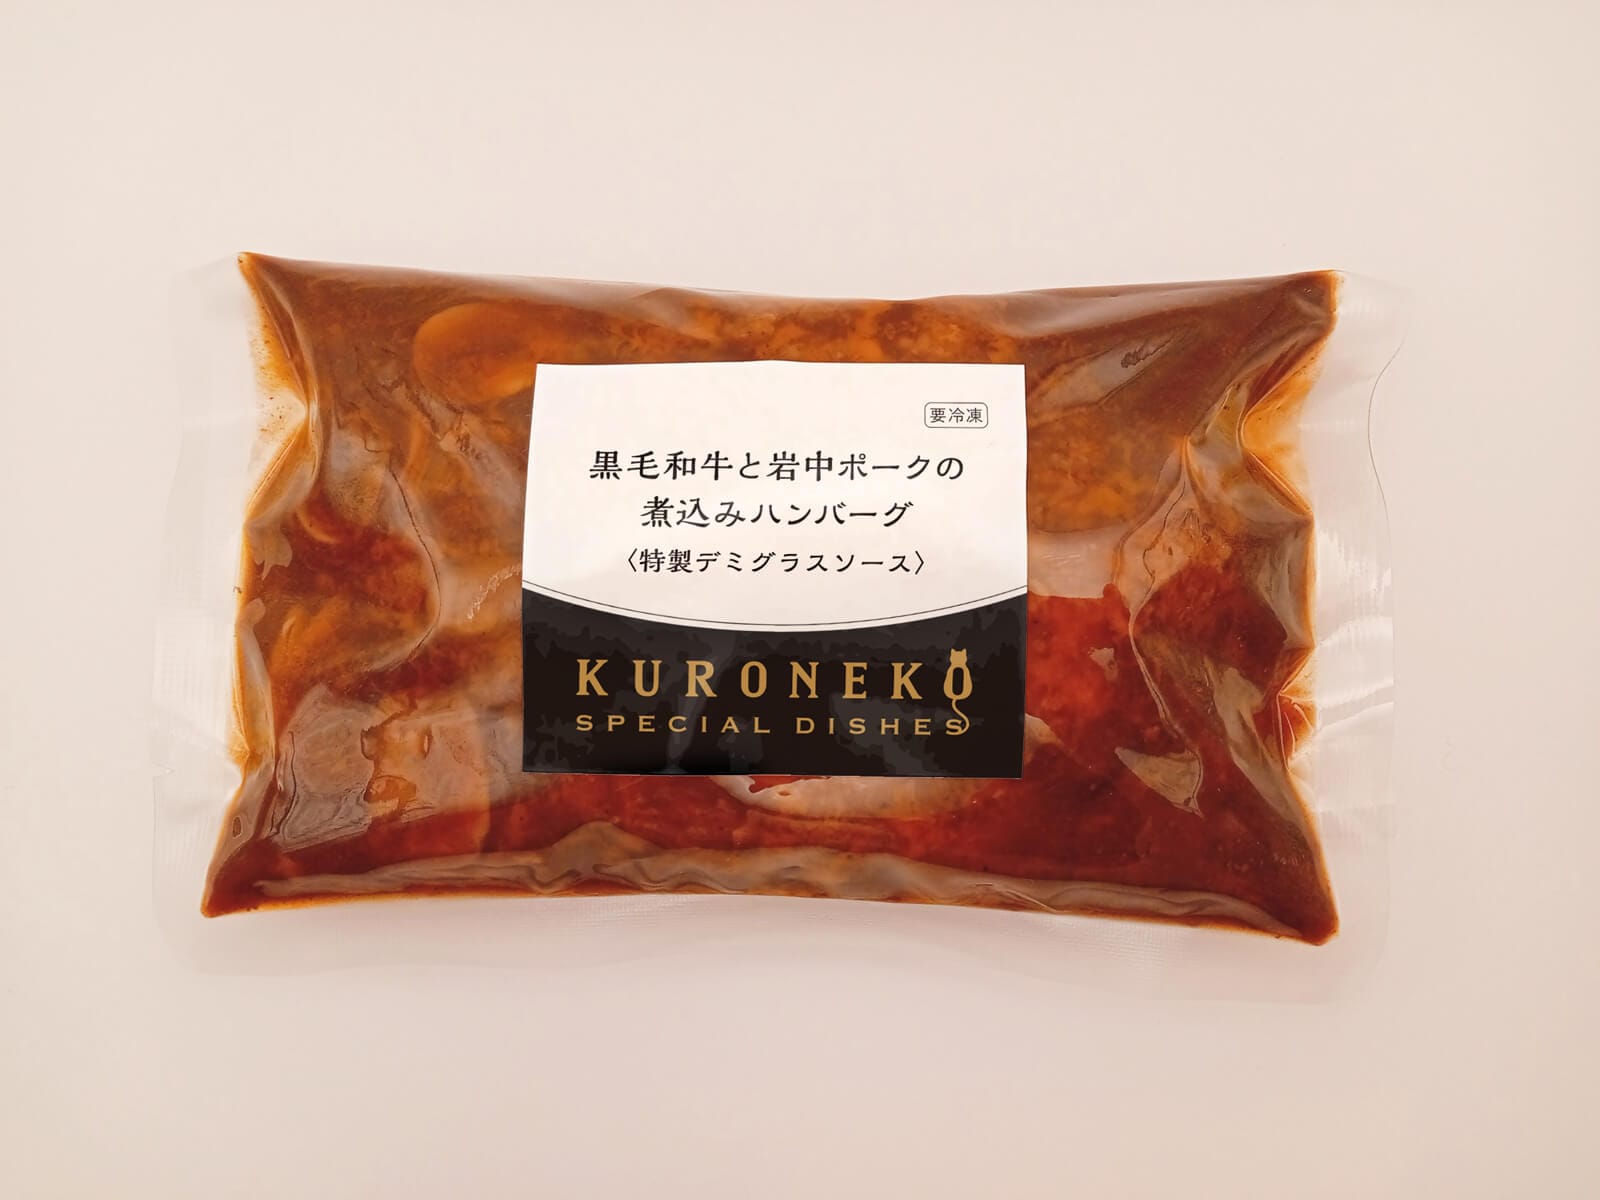 要冷凍
黒毛和牛と岩中ポークの
煮込みハンバーグ
〈特製デミグラスソース〉
KURONEKO
SPECIAL DISHES